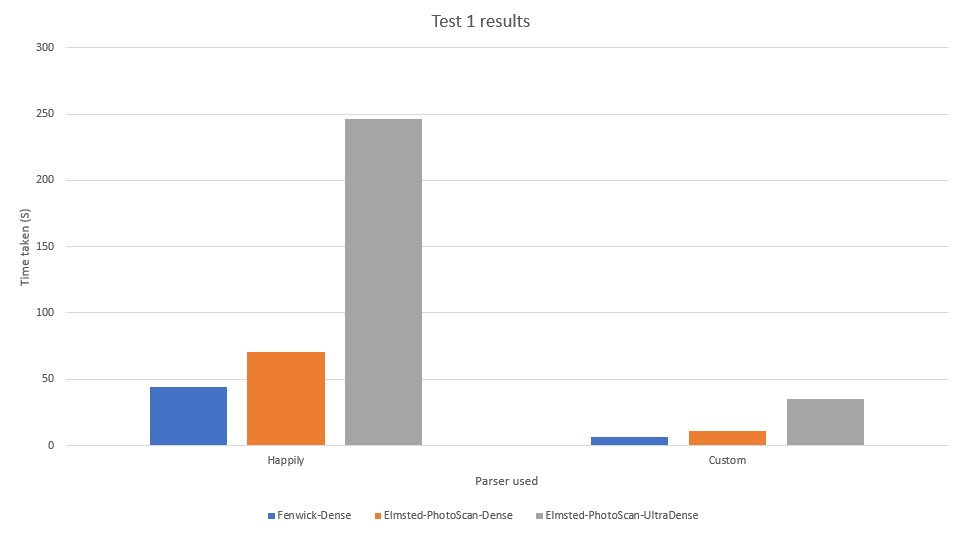 Test 1 results
300
250
200
150
100
50
0
Time taken (S)
Happily
Custom
Parser used
Fenwick-Dense
Elmsted-PhotoScan-Dense
Elmsted-PhotoScan-UltraDense